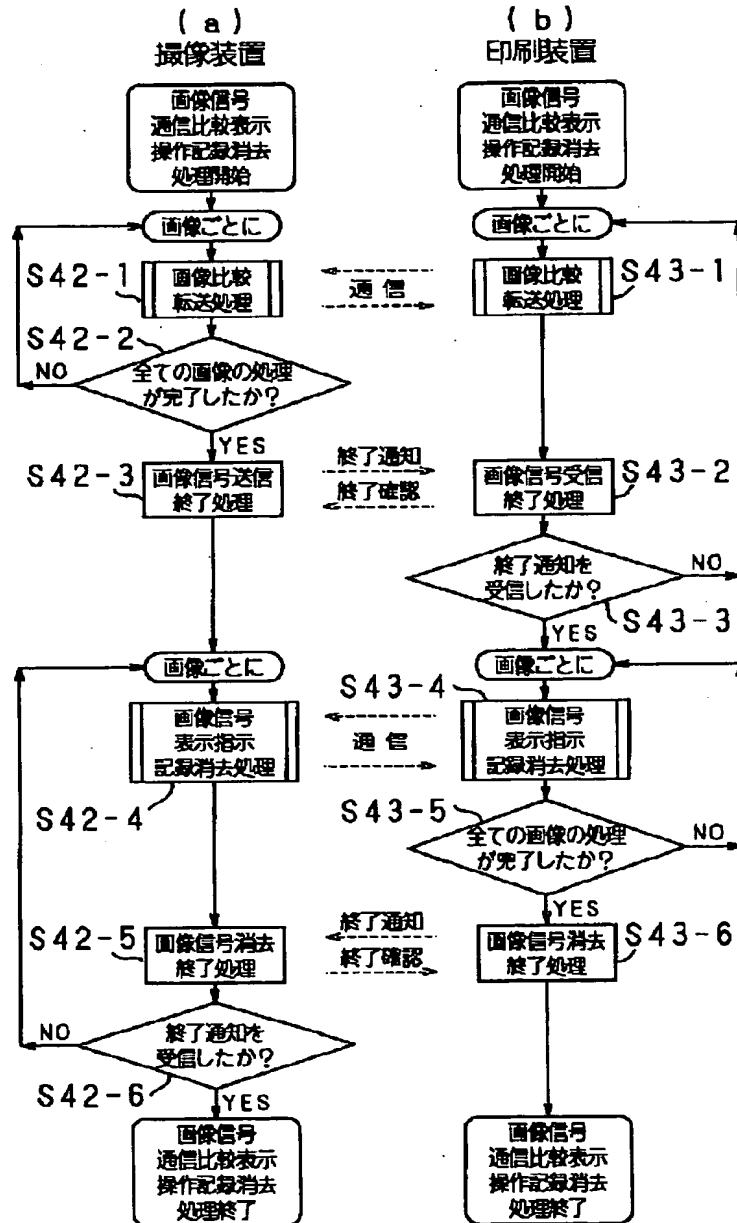 (a)
撮像装置
画像信号
通信比較表示
操作記録消去
処理開始
画像ごとに
S42-1
画像比較
転送処理
通信
S42-2
全ての画像の処理
が完了したか?
NO
YES
S42-3
画像信号送信
終了処理
終了通知
終了確認
画像ごとに
画像信号
表示指示
記録消去処理
通信
S42-4
S42-5
画像信号消去
終了処理
終了通知
終了確認
NO
終了通知を
受信したか?
S42-6
YES
画像信号
通信比較表示
操作記録消去
処理終了
(b)
印刷装置
画像信号
通信比較表示
操作記録消去
処理開始
画像ごとに
画像比較
転送処理
S43-1
画像信号受信
終了処理
S43-2
終了通知を
受信したか?
NO
S43-3
YES
画像ごとに
S43-4
画像信号
表示指示
記録消去処理
S43-5
全ての画像の処理
が完了したか?
NO
YES
画像信号消去
終了処理
S43-6
画像信号
通信比較表示
操作記録消去
処理終了